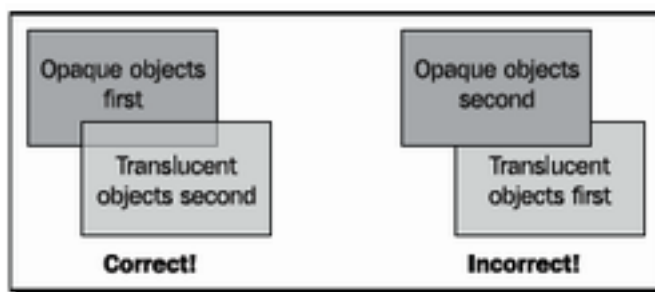 Opaque objects
first
Translucent
objects second
Correct!
Opaque objects
second
Translucent
objects first
Incorrect!